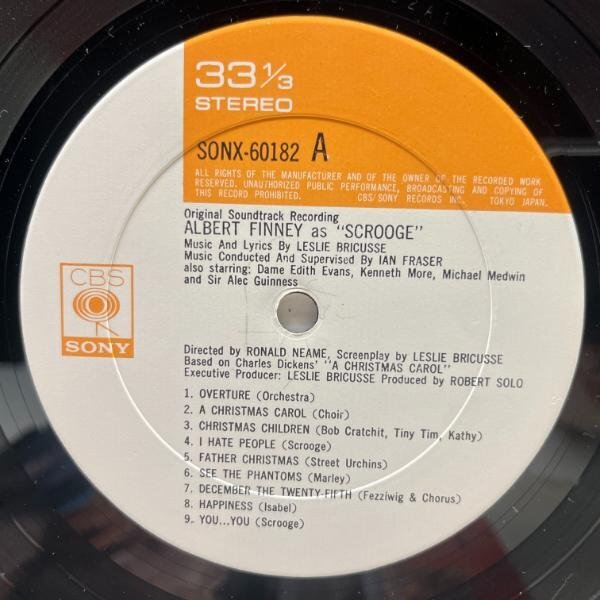 33 1/3
STEREO
SONX-60182 A
ALL RIGHTS OF THE MANUFACTURER AND OF THE OWNER OF THE RECORDED WORK
RESERVED. UNAUTHORIZED PUBLIC PERFORMANCE, BROADCASTING AND COPYING OF
THIS RECORD PROHIBITED. CBS/SONY RECORDS INC. TOKYO JAPAN.
Original Soundtrack Recording
ALBERT FINNEY as "SCROOGE"
Music And Lyrics By LESLIE BRICUSSE
Music Conducted And Supervised By IAN FRASER
also starring: Dame Edith Evans, Kenneth More, Michael Medwin
and Sir Alec Guinness
CBS
SONY
Directed by RONALD NEAME, Screenplay by LESLIE BRICUSSE
Based on Charles Dickens' "A CHRISTMAS CAROL"
Executive Producer: LESLIE BRICUSSE Produced by ROBERT SOLO
1. OVERTURE (Orchestra)
2. A CHRISTMAS CAROL (Choir)
3. CHRISTMAS CHILDREN (Bob Cratchit, Tiny Tim, Kathy)
4. I HATE PEOPLE (Scrooge)
5. FATHER CHRISTMAS (Street Urchins)
6. SEE THE PHANTOMS (Marley)
7. DECEMBER THE TWENTY-FIFTH (Fezziwig & Chorus)
8. HAPPINESS (Isabel)
9. YOU...YOU (Scrooge)